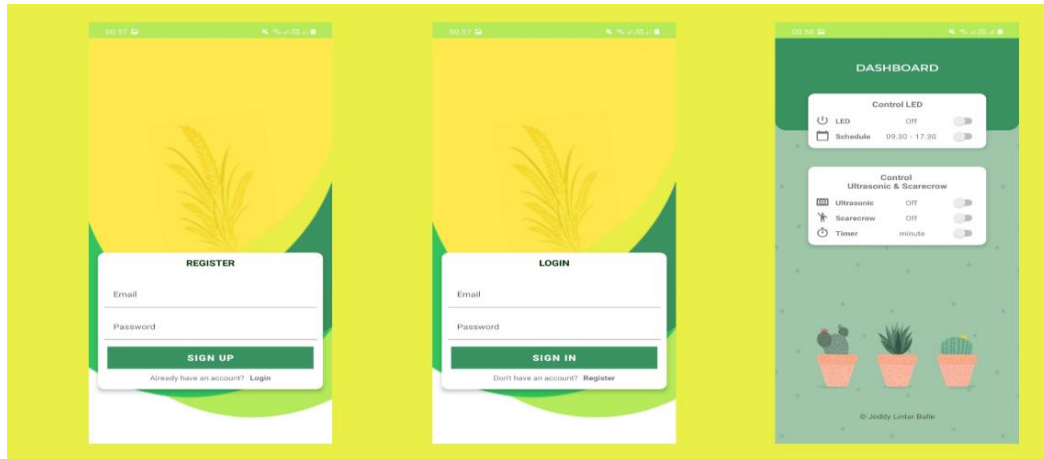 00.57
REGISTER
Email
Password
SIGN UP
Already have an account? Login
00.57
LOGIN
Email
Password
SIGN IN
Don't have an account? Register
00.58
DASHBOARD
Control LED
LED Off
Schedule 09.30 - 17.30
Control
Ultrasonic & Scarecrow
Ultrasonic Off
Scarecrow Off
Timer minute
© Joddy Lintar Balle